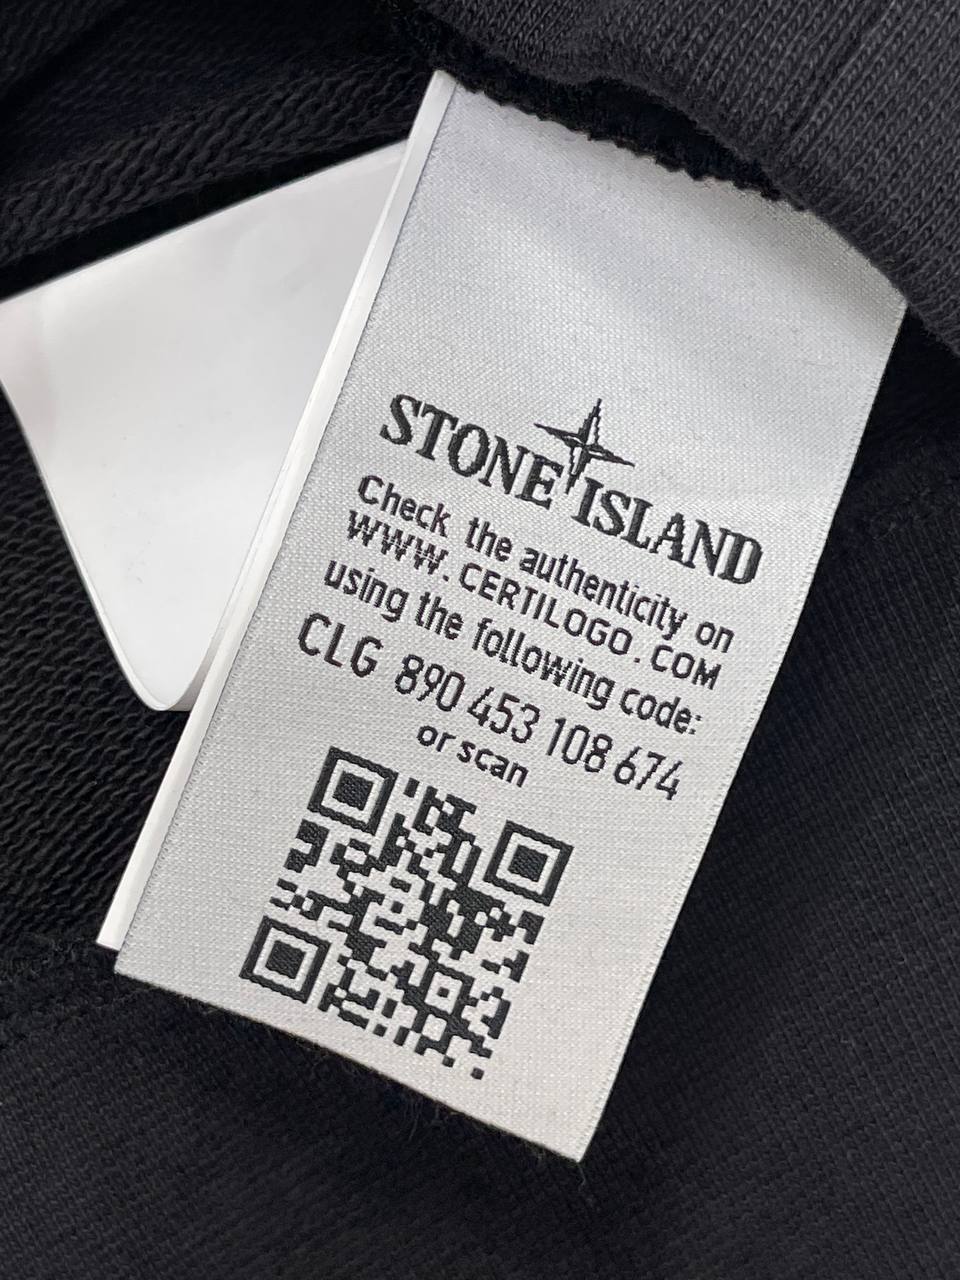 STONE ISLAND
Check the authenticity on
WWW.CERTILOGO.COM
using the following code:
CLG 890 453 108 674
or scan